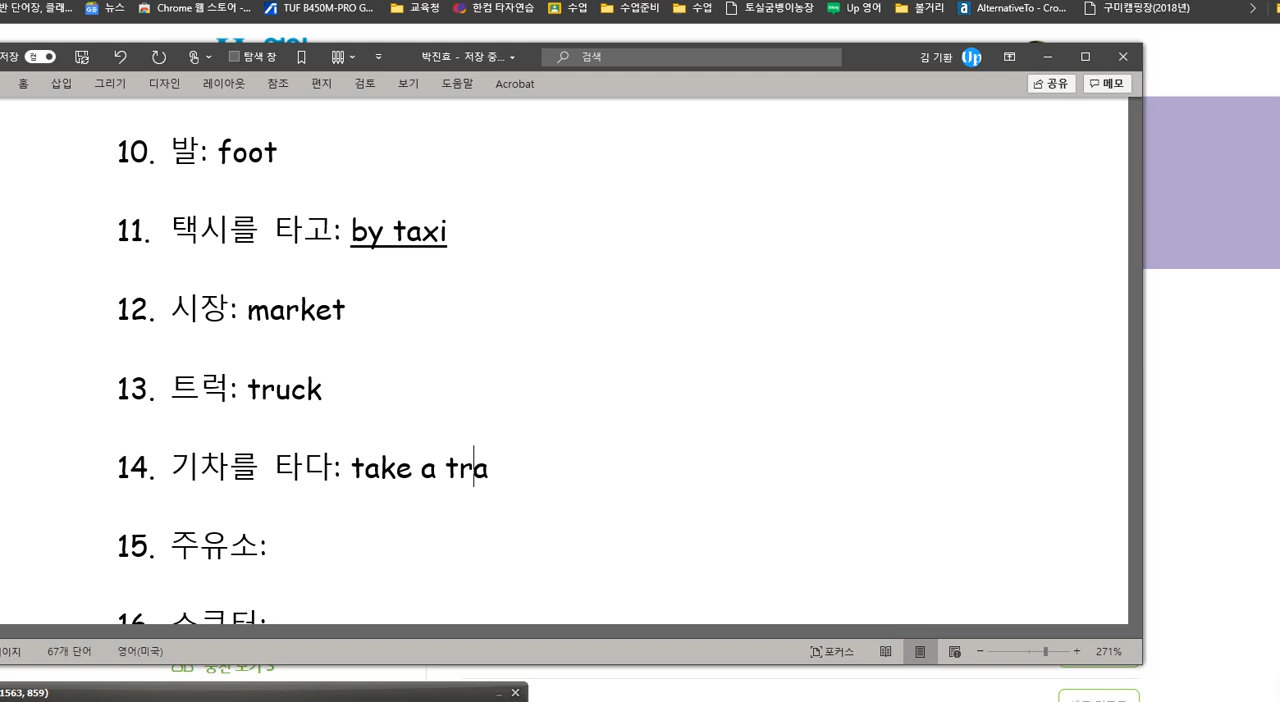 반 단어장, 클래... 뉴스 Chrome 웹 스토어 -... TUF B450M-PRO G... 교육청 한컴 타자연습 수업 수업준비 수업 토실굼벵이농장 Up 영어 볼거리 AlternativeTo - Cro... 구미캠핑장(2018년)
저장 탐색 창 박진효 - 저장 중... 검색 김 기환 Up
홈 삽입 그리기 디자인 레이아웃 참조 편지 검토 보기 도움말 Acrobat 공유 메모
10. 발: foot
11. 택시를 타고: by taxi
12. 시장: market
13. 트럭: truck
14. 기차를 타다: take a tra
15. 주유소:
16. 스쿠터:
이지 67개 단어 영어(미국) 포커스 271%
1563, 859)